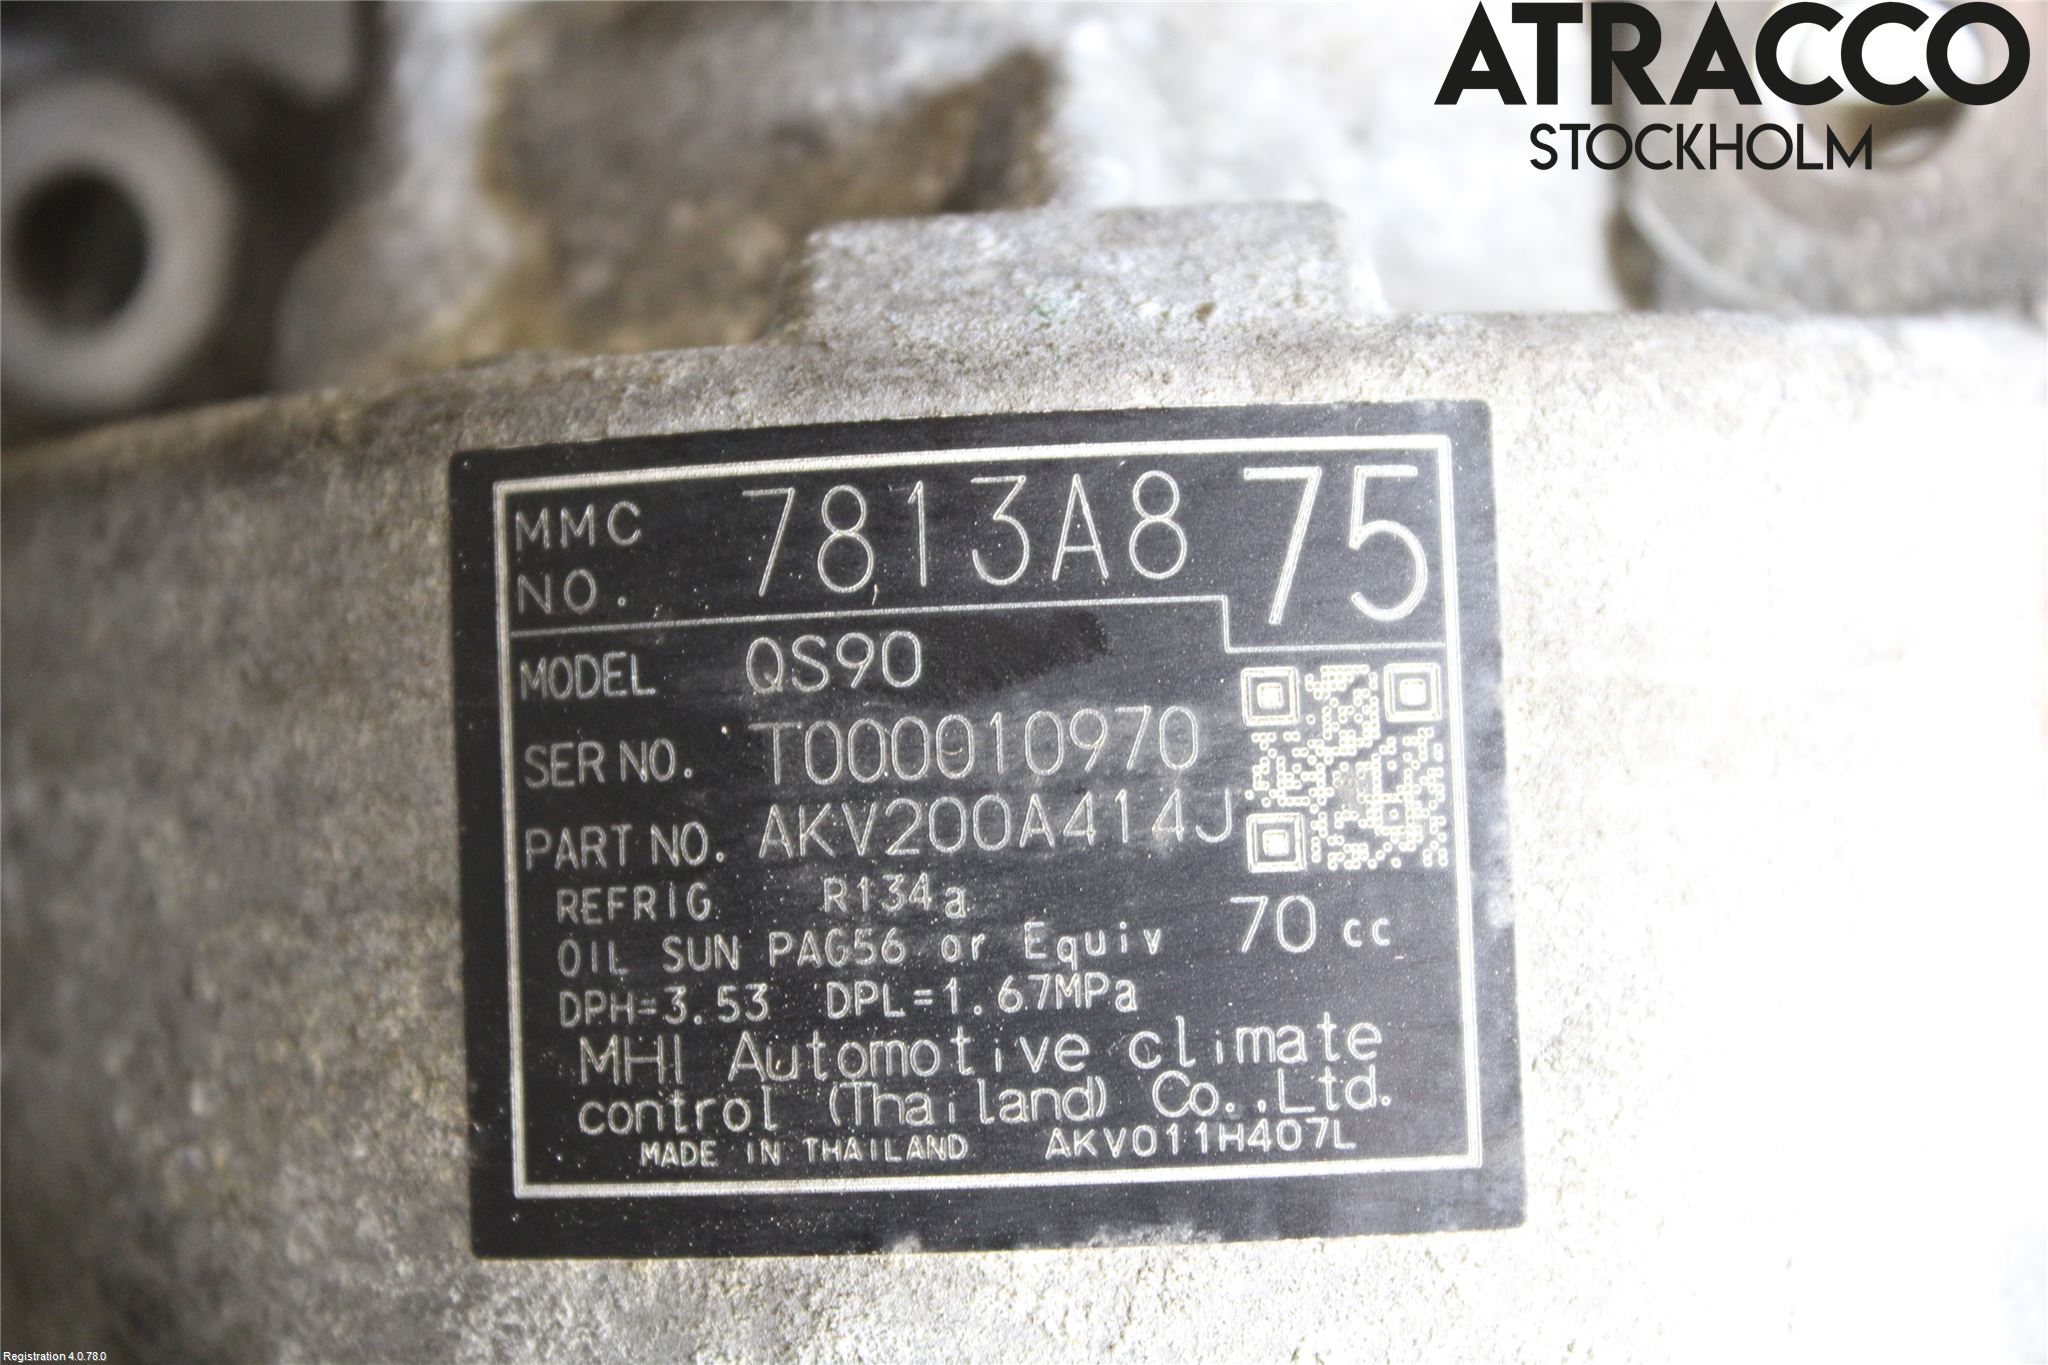 ATRACCO
STOCKHOLM
MMC NO. 7813A875
MODEL QS90
SER NO. T000010970
PART NO. AKV200A414J
REFRIG R134a
OIL SUN PAG56 or Equiv 70 cc
DPH=3.53 DPL=1.67MPa
MHI Automotive climate
control (Thailand) Co.,Ltd.
MADE IN THAILAND AKV011H407L
Registration 4.0.78.0